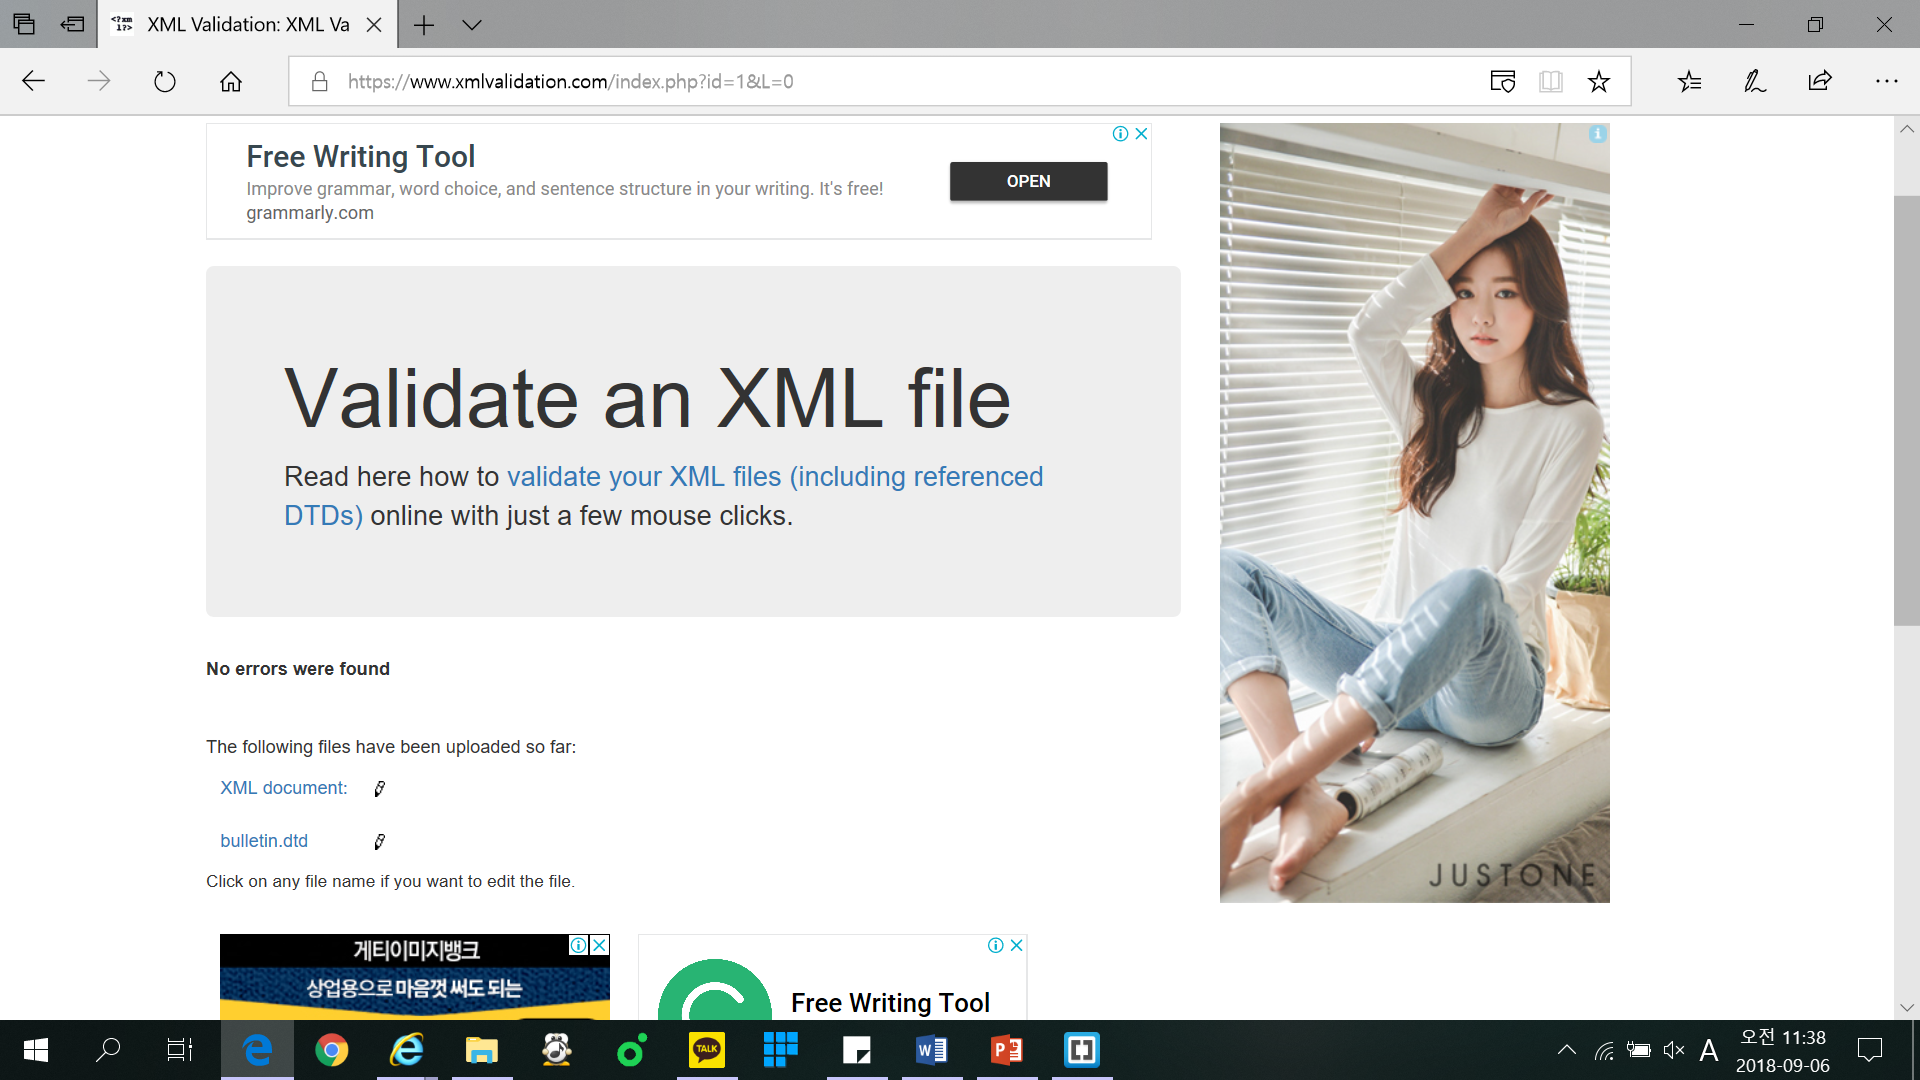 XML Validation: XML Va
https://www.xmlvalidation.com/index.php?id=1&L=0
Free Writing Tool
Improve grammar, word choice, and sentence structure in your writing. It's free!
grammarly.com
OPEN
Validate an XML file
Read here how to validate your XML files (including referenced
DTDs) online with just a few mouse clicks.
No errors were found
The following files have been uploaded so far:
XML document:
bulletin.dtd
Click on any file name if you want to edit the file.
JUSTONE
게티이미지뱅크
상업용으로 마음껏 써도 되는
Free Writing Tool
TALK
A
오전 11:38
2018-09-06